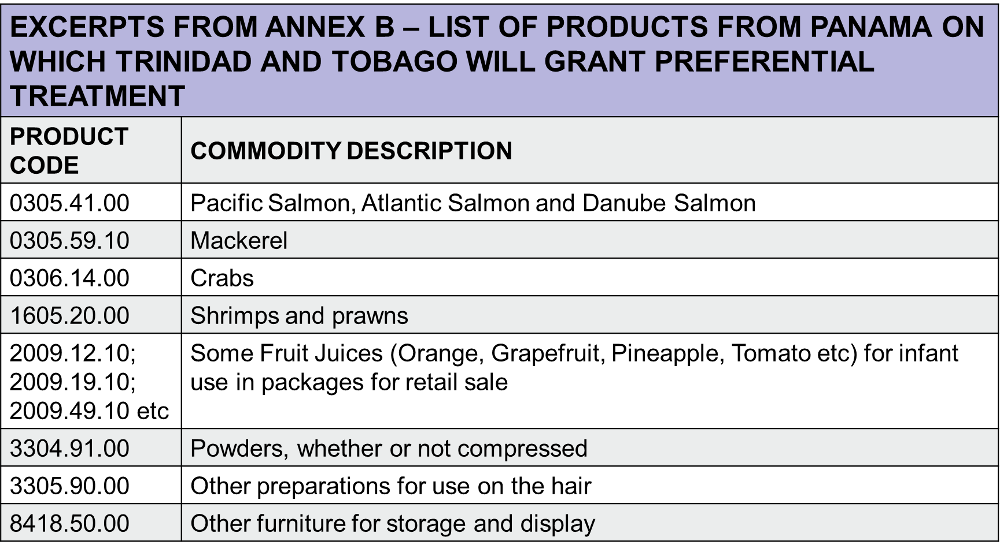 EXCERPTS FROM ANNEX B – LIST OF PRODUCTS FROM PANAMA ON
WHICH TRINIDAD AND TOBAGO WILL GRANT PREFERENTIAL
TREATMENT
PRODUCT
CODE
COMMODITY DESCRIPTION
0305.41.00
Pacific Salmon, Atlantic Salmon and Danube Salmon
0305.59.10
Mackerel
0306.14.00
Crabs
1605.20.00
Shrimps and prawns
2009.12.10;
2009.19.10;
2009.49.10 etc
Some Fruit Juices (Orange, Grapefruit, Pineapple, Tomato etc) for infant
use in packages for retail sale
3304.91.00
Powders, whether or not compressed
3305.90.00
Other preparations for use on the hair
8418.50.00
Other furniture for storage and display